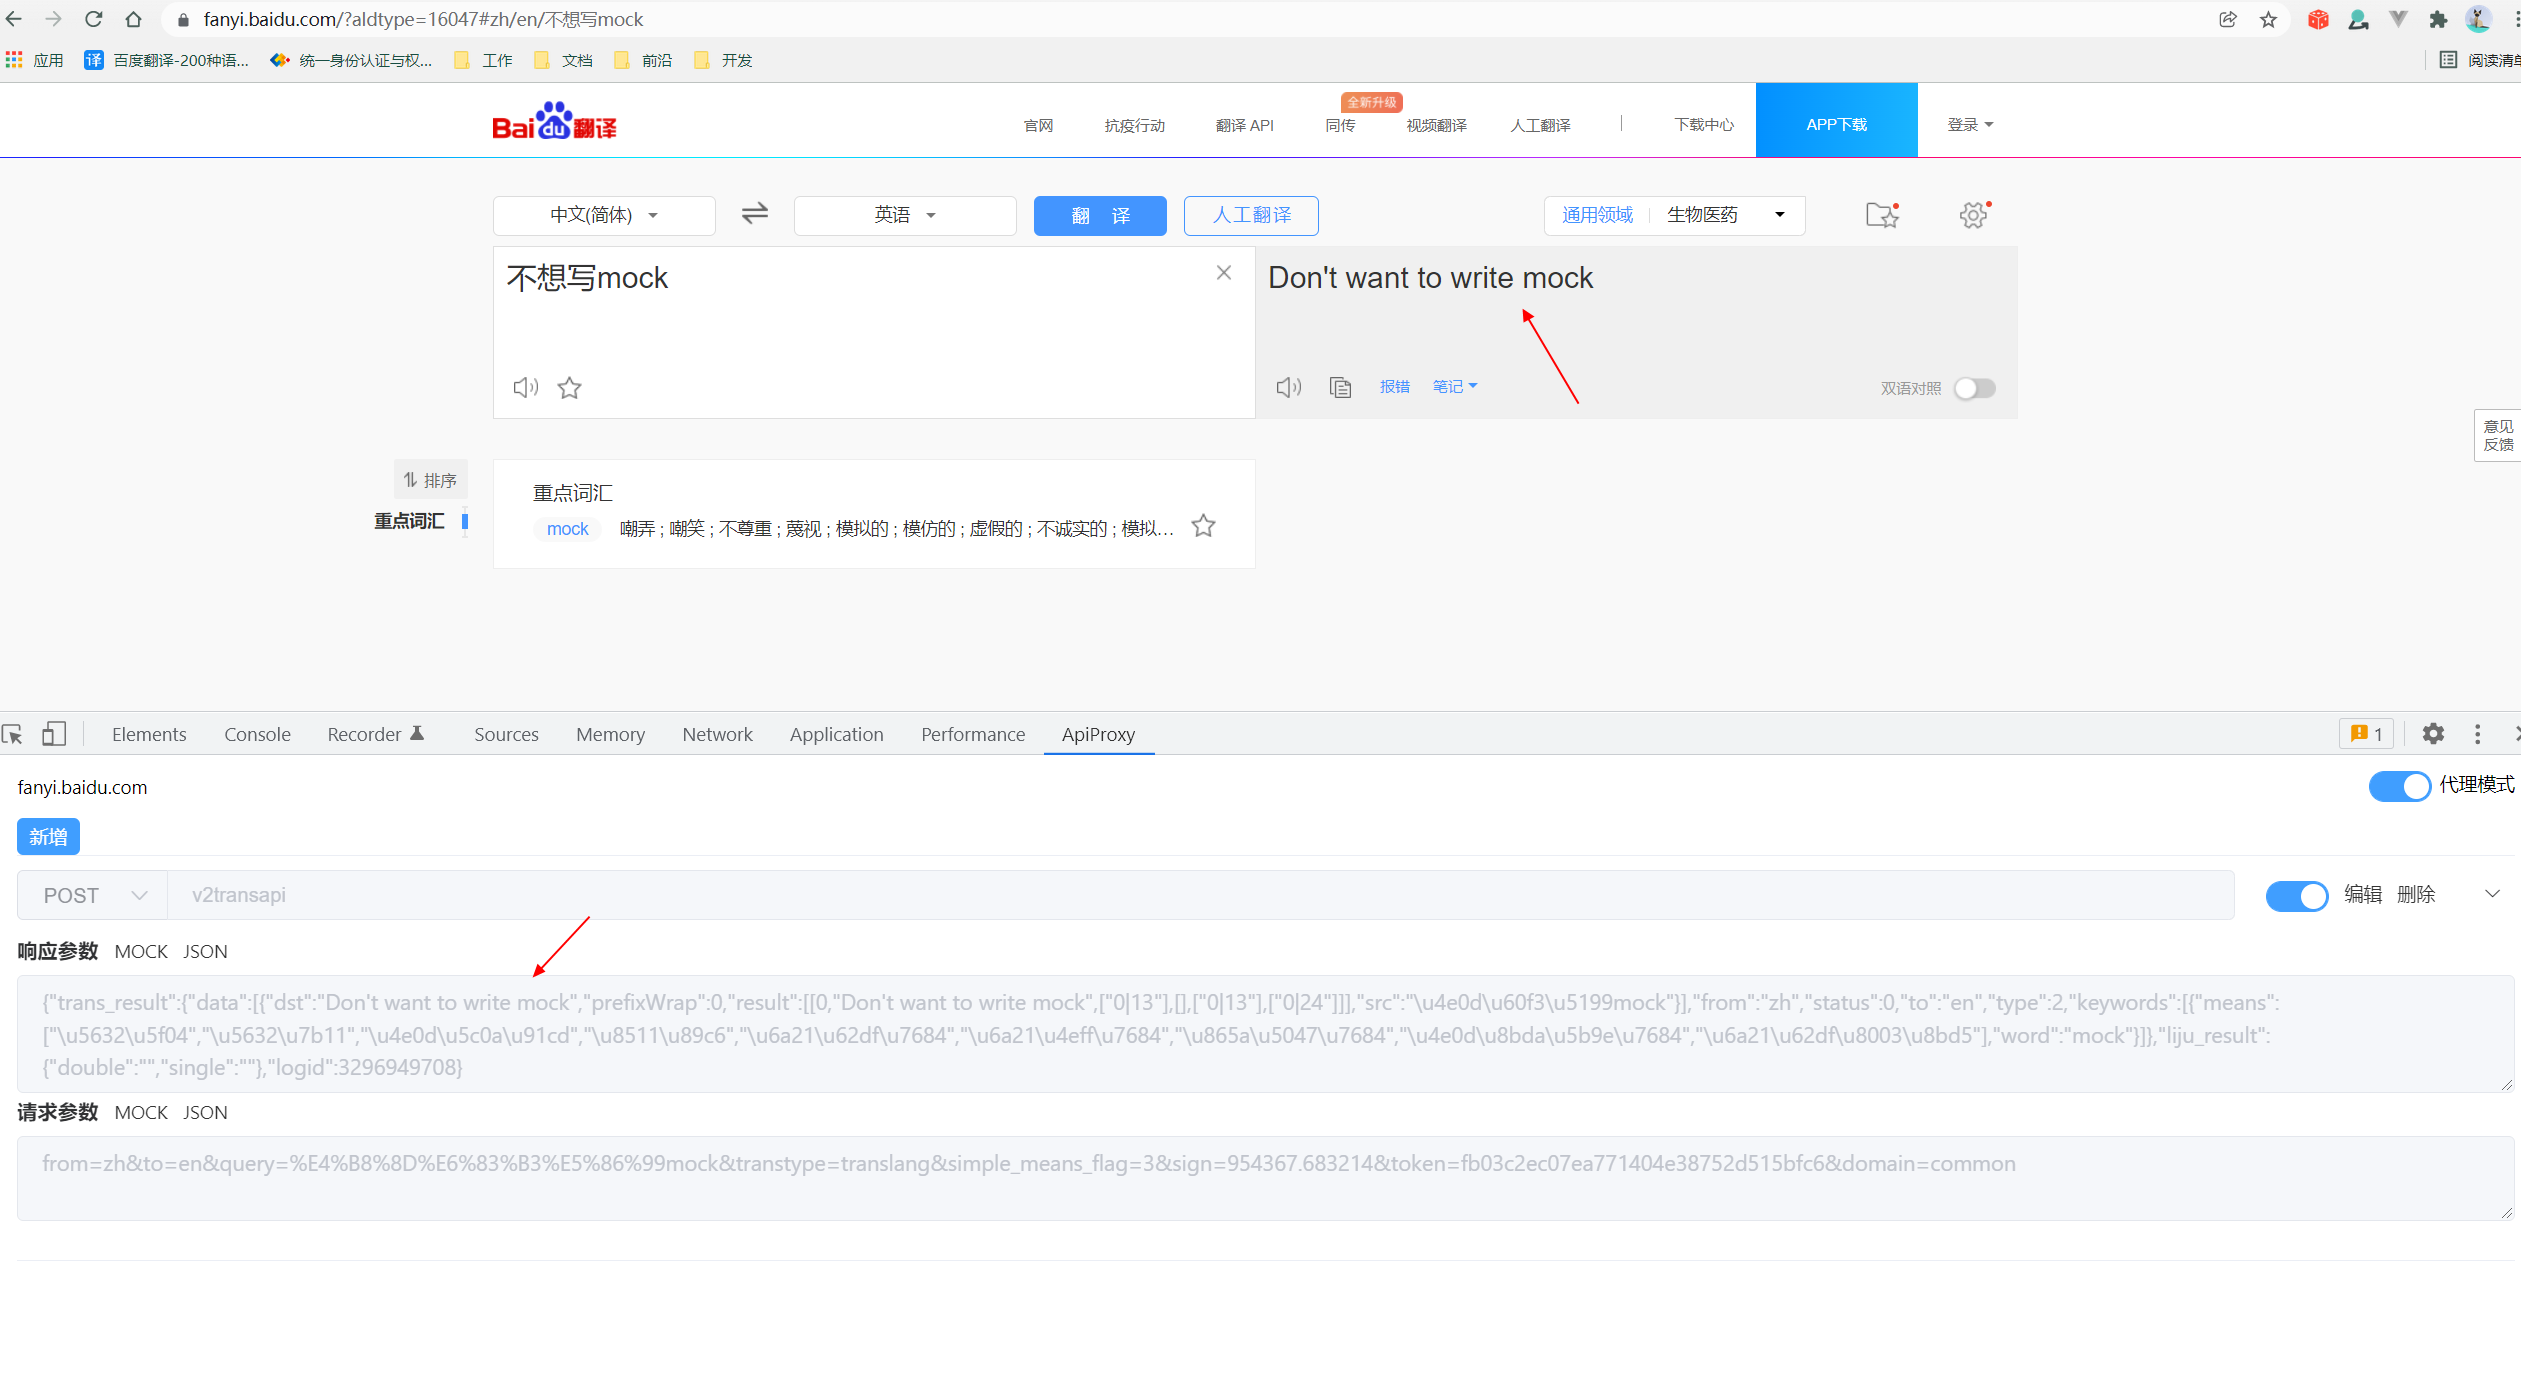 fanyi.baidu.com/?aldtype=16047#zh/en/不想写mock
应用 译 百度翻译-200种语... 统一身份认证与权... 工作 文档 前沿 开发 阅读清单
Baidu翻译 官网 抗疫行动 翻译 API 同传 全新升级 视频翻译 人工翻译 下载中心 APP下载 登录
中文(简体) 英语 翻 译 人工翻译 通用领域 生物医药
不想写mock Don't want to write mock
报错 笔记 双语对照
意见
反馈
排序
重点词汇
重点词汇
mock 嘲弄 ; 嘲笑 ; 不尊重 ; 蔑视 ; 模拟的 ; 模仿的 ; 虚假的 ; 不诚实的 ; 模拟...
Elements Console Recorder Sources Memory Network Application Performance ApiProxy 1
fanyi.baidu.com 代理模式
新增
POST v2transapi 编辑 删除
响应参数 MOCK JSON
{"trans_result":{"data":[{"dst":"Don't want to write mock","prefixWrap":0,"result":[[0,"Don't want to write mock",["0|13"],[],["0|13"],["0|24"]]],"src":"\u4e0d\u60f3\u5199mock"}],"from":"zh","status":0,"to":"en","type":2,"keywords":[{"means":
["\u5632\u5f04","\u5632\u7b11","\u4e0d\u5c0a\u91cd","\u8511\u89c6","\u6a21\u62df\u7684","\u6a21\u4eff\u7684","\u865a\u5047\u7684","\u4e0d\u8bda\u5b9e\u7684","\u6a21\u62df\u8003\u8bd5"],"word":"mock"}]},"liju_result":
{"double":"","single":""},"logid":3296949708}
请求参数 MOCK JSON
from=zh&to=en&query=%E4%B8%8D%E6%83%B3%E5%86%99mock&transtype=translang&simple_means_flag=3&sign=954367.683214&token=fb03c2ec07ea771404e38752d515bfc6&domain=common